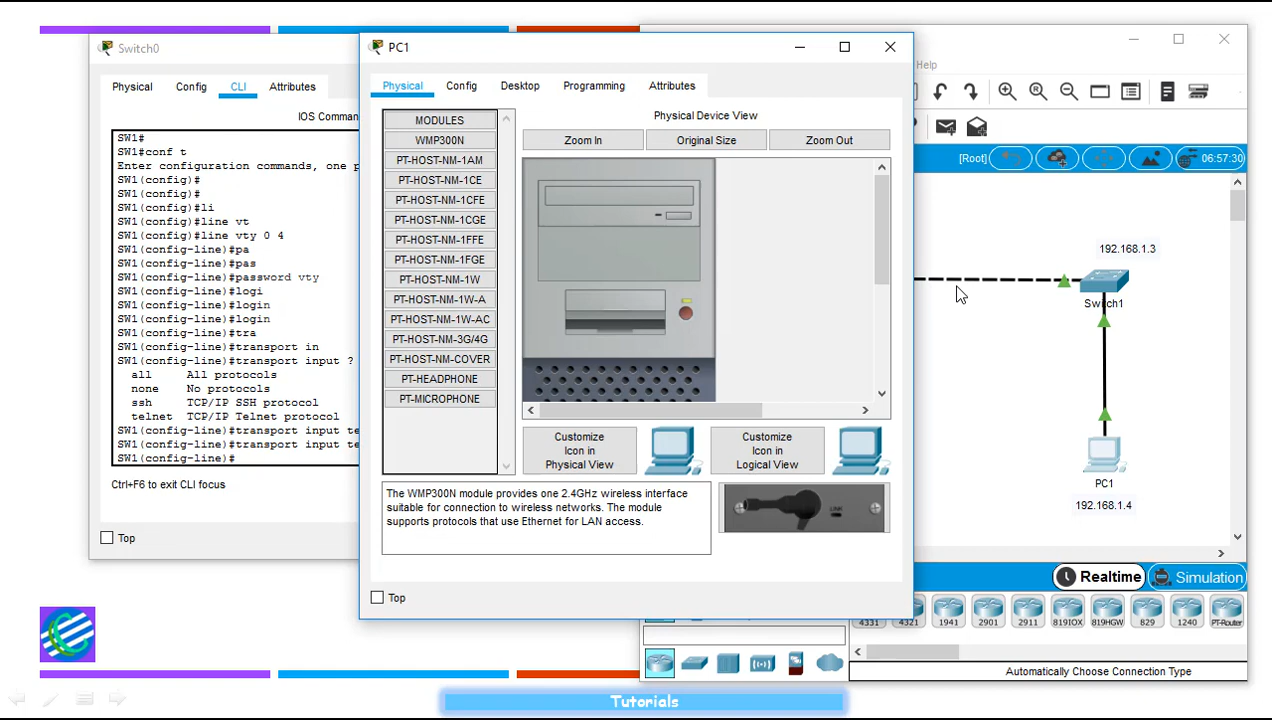 Switch0
Physical
Config
CLI
Attributes
IOS Comman
SW1#
SW1#conf t
Enter configuration commands, one p
SW1(config)#
SW1(config)#
SW1(config)#li
SW1(config)#line vt
SW1(config)#line vty 0 4
SW1(config-line)#pa
SW1(config-line)#pas
SW1(config-line)#password vty
SW1(config-line)#logi
SW1(config-line)#login
SW1(config-line)#login
SW1(config-line)#tra
SW1(config-line)#transport in
SW1(config-line)#transport input ?
all All protocols
none No protocols
ssh TCP/IP SSH protocol
telnet TCP/IP Telnet protocol
SW1(config-line)#transport input te
SW1(config-line)#transport input te
SW1(config-line)#
Ctrl+F6 to exit CLI focus
Top
PC1
Physical
Config
Desktop
Programming
Attributes
MODULES
WMP300N
PT-HOST-NM-1AM
PT-HOST-NM-1CE
PT-HOST-NM-1CFE
PT-HOST-NM-1CGE
PT-HOST-NM-1FFE
PT-HOST-NM-1FGE
PT-HOST-NM-1W
PT-HOST-NM-1W-A
PT-HOST-NM-1W-AC
PT-HOST-NM-3G/4G
PT-HOST-NM-COVER
PT-HEADPHONE
PT-MICROPHONE
Physical Device View
Zoom In
Original Size
Zoom Out
Customize
Icon in
Physical View
Customize
Icon in
Logical View
The WMP300N module provides one 2.4GHz wireless interface
suitable for connection to wireless networks. The module
supports protocols that use Ethernet for LAN access.
Top
Help
[Root]
06:57:30
192.168.1.3
Switch1
PC1
192.168.1.4
Realtime
Simulation
4331
4321
1941
2901
2911
819IOX
819HGW
829
1240
PT-Router
Automatically Choose Connection Type
Tutorials